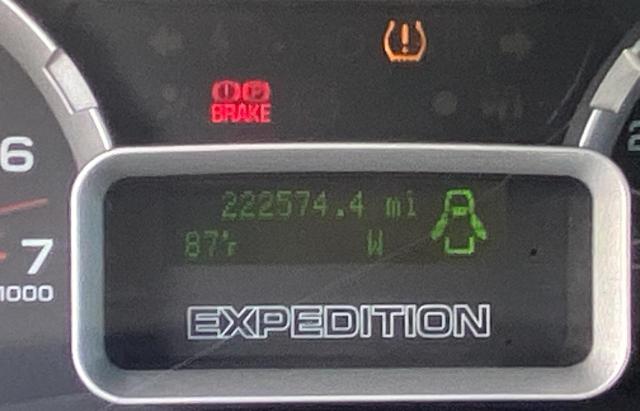 BRAKE
6
7
1000
222574.4 mi
87°F W
EXPEDITION